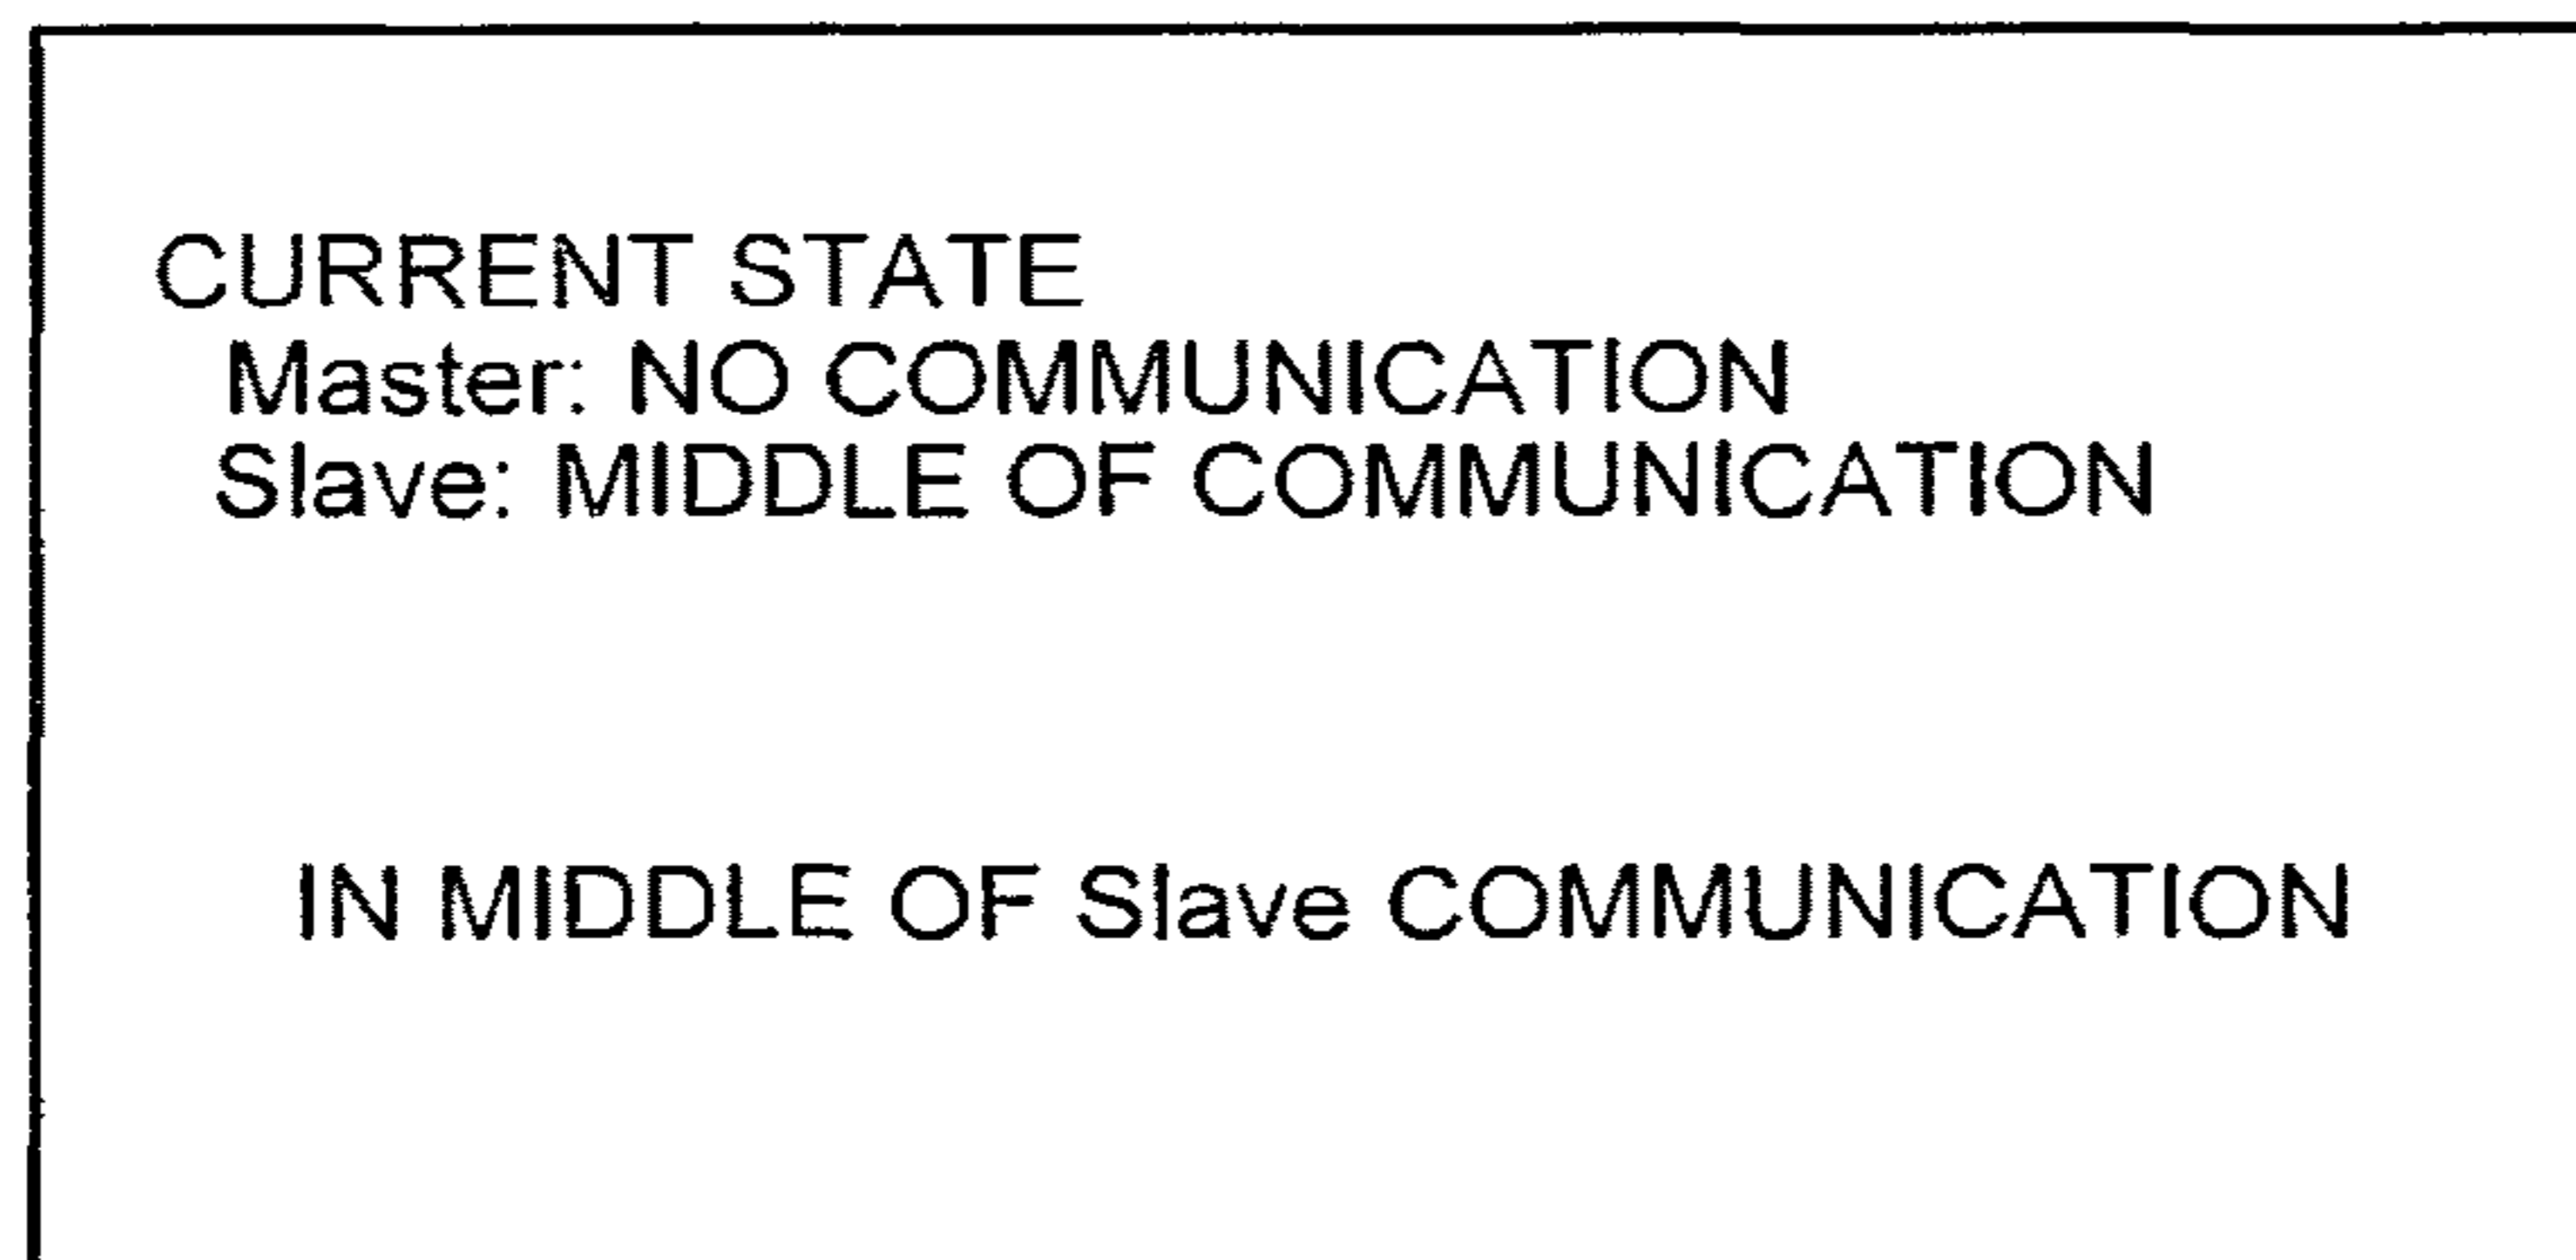 CURRENT STATE
Master: NO COMMUNICATION
Slave: MIDDLE OF COMMUNICATION
IN MIDDLE OF Slave COMMUNICATION